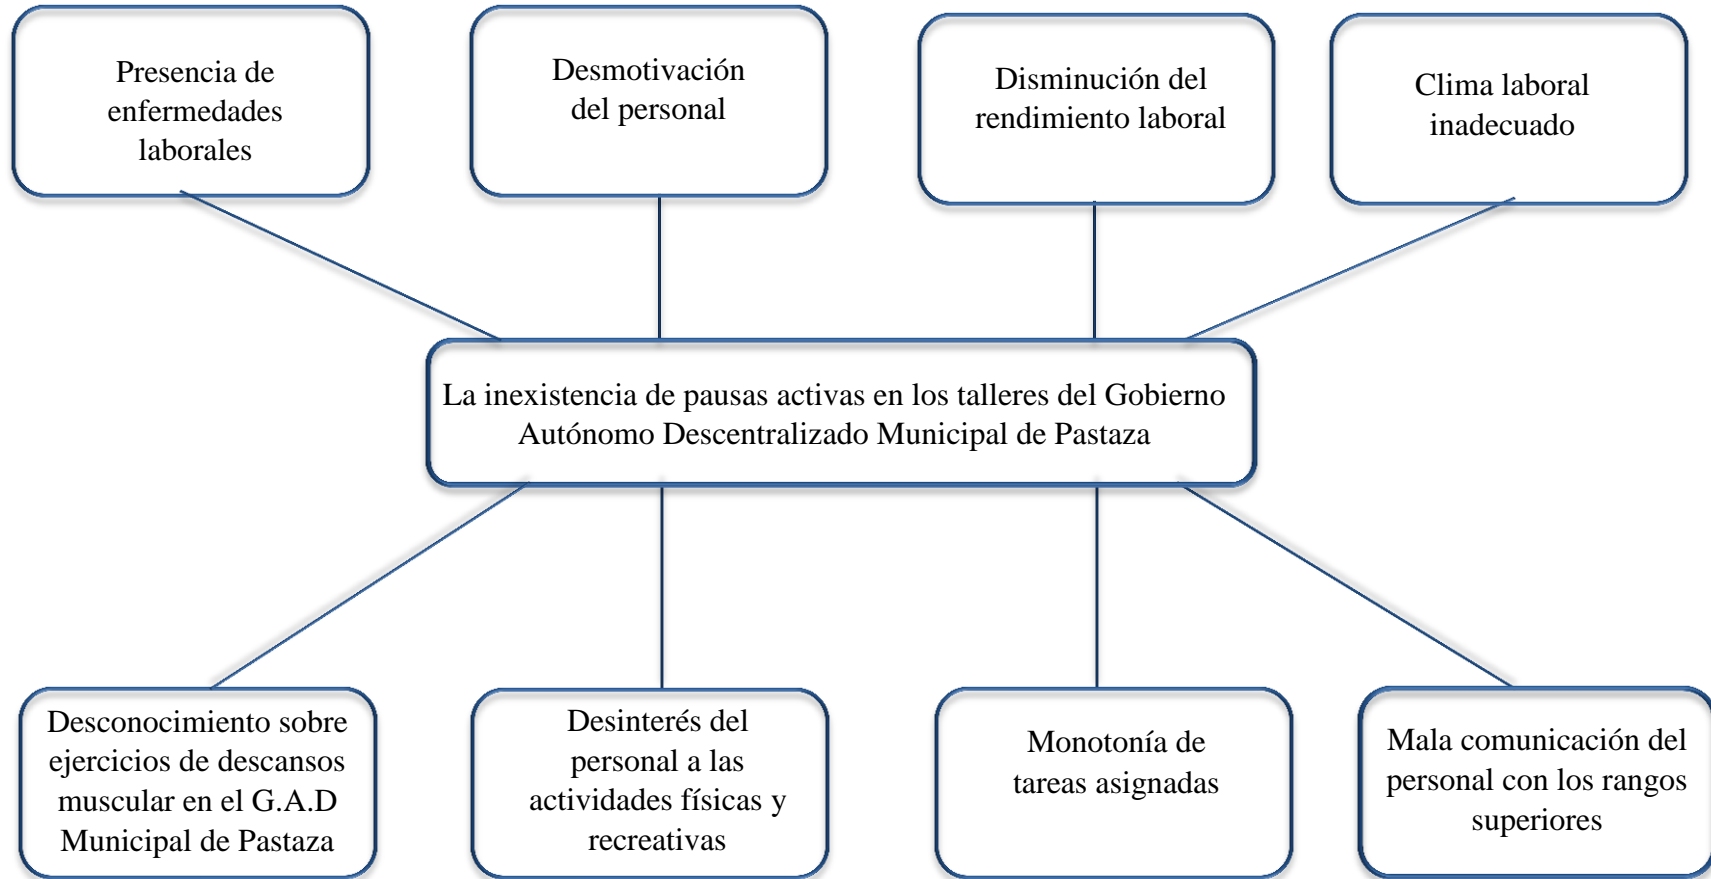 Presencia de
enfermedades
laborales
Desmotivación
del personal
Disminución del
rendimiento laboral
Clima laboral
inadecuado
La inexistencia de pausas activas en los talleres del Gobierno
Autónomo Descentralizado Municipal de Pastaza
Desconocimiento sobre
ejercicios de descansos
muscular en el G.A.D
Municipal de Pastaza
Desinterés del
personal a las
actividades físicas y
recreativas
Monotonía de
tareas asignadas
Mala comunicación del
personal con los rangos
superiores